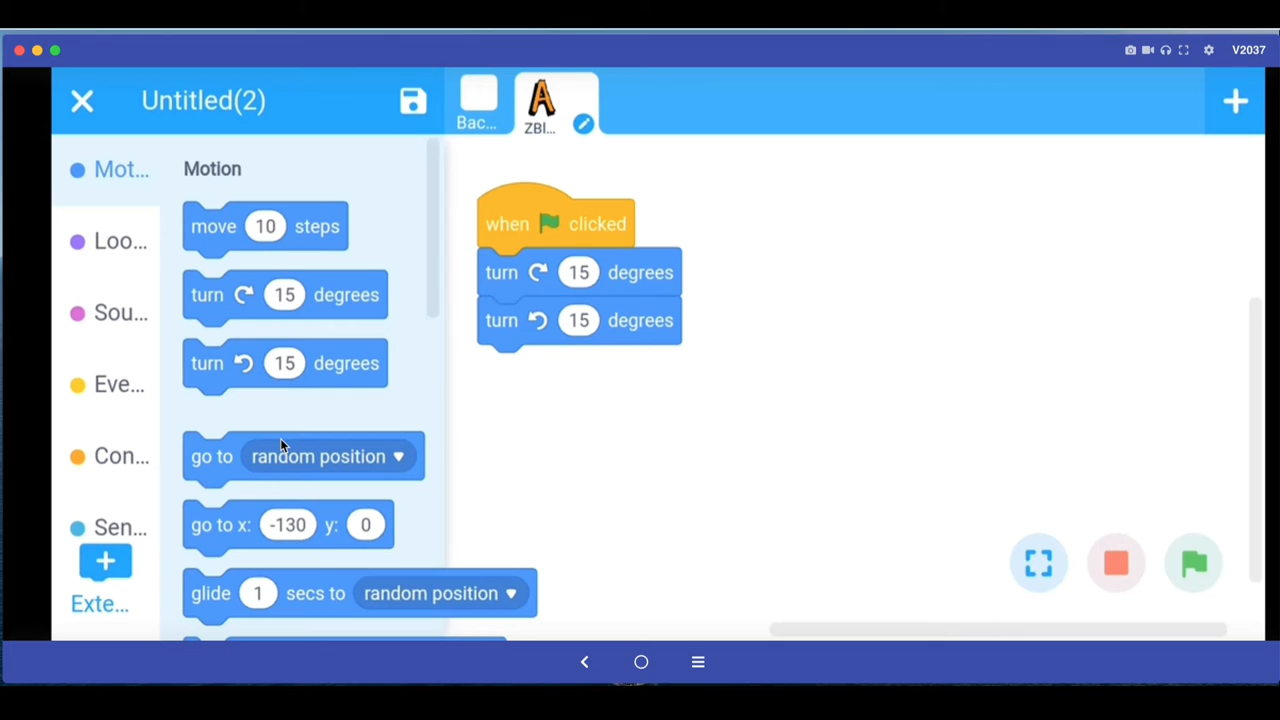 V2037
Untitled(2)
Bac...
ZBl...
Mot...
Loo...
Sou...
Eve...
Con...
Sen...
Exte...
Motion
move 10 steps
turn 15 degrees
turn 15 degrees
go to random position
go to x: -130 y: 0
glide 1 secs to random position
when clicked
turn 15 degrees
turn 15 degrees